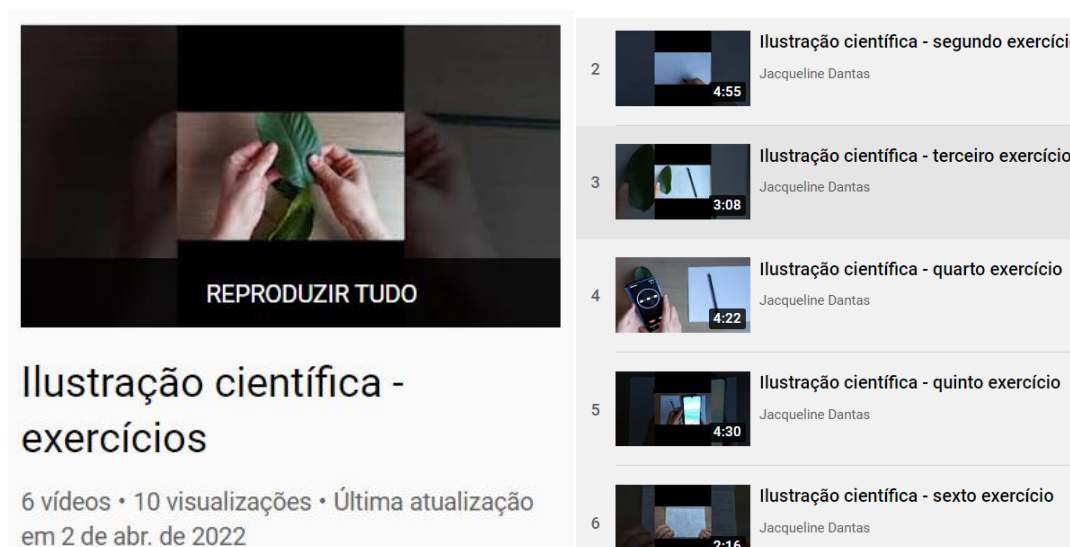 REPRODUZIR TUDO
Ilustração científica -
exercícios
6 vídeos • 10 visualizações • Última atualização
em 2 de abr. de 2022
2
4:55
Ilustração científica - segundo
Jacqueline Dantas
3
3:08
Ilustração científica - terceiro exercício
Jacqueline Dantas
4
4:22
Ilustração científica - quarto exercício
Jacqueline Dantas
5
4:30
Ilustração científica - quinto exercício
Jacqueline Dantas
6
2:16
Ilustração científica - sexto exercício
Jacqueline Dantas